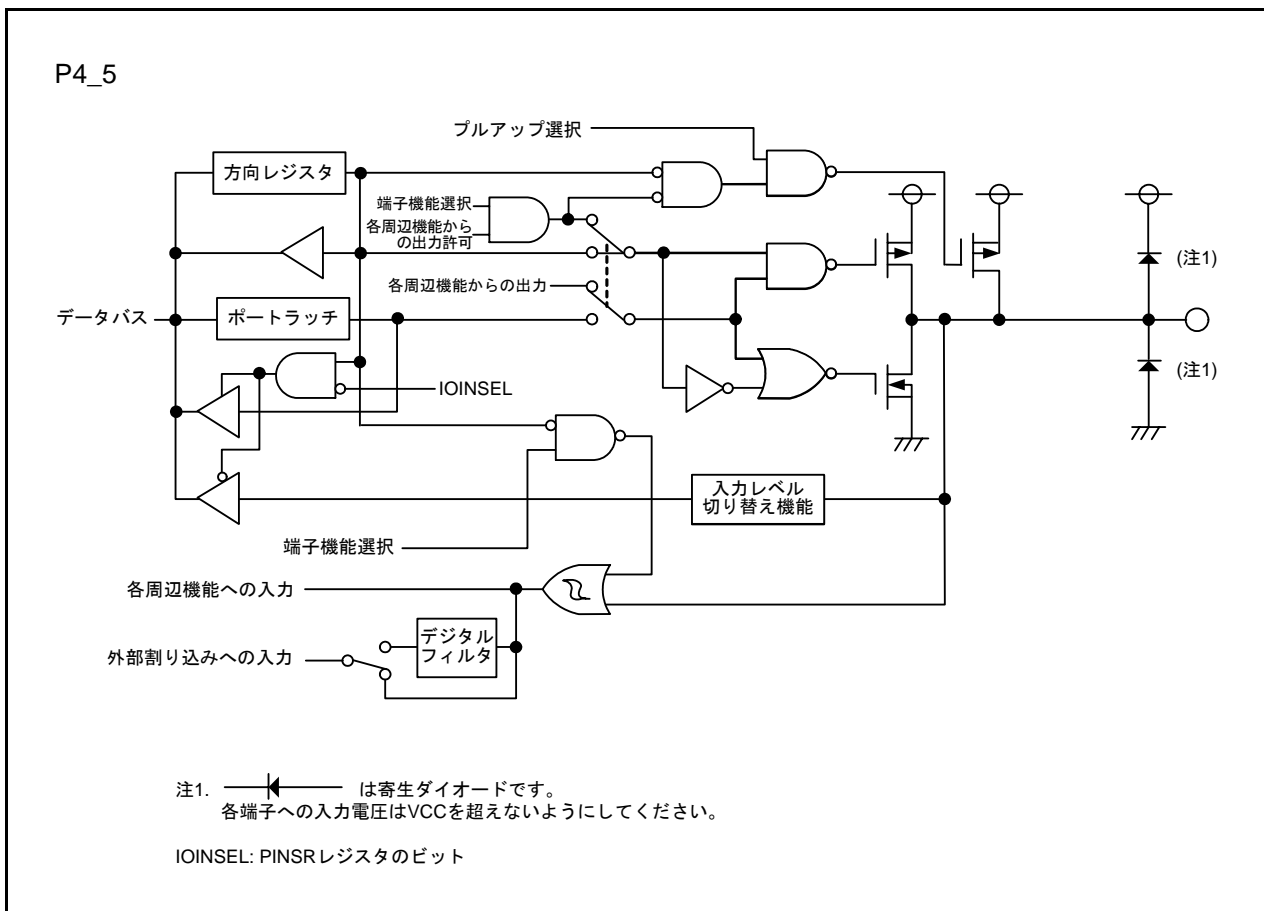 P4_5
プルアップ選択
方向レジスタ
端子機能選択
各周辺機能から
の出力許可
(注1)
各周辺機能からの出力
データバス
ポートラッチ
(注1)
IOINSEL
入力レベル
切り替え機能
端子機能選択
各周辺機能への入力
デジタル
フィルタ
外部割り込みへの入力
注1. は寄生ダイオードです。
各端子への入力電圧はVCCを超えないようにしてください。
IOINSEL: PINSRレジスタのビット